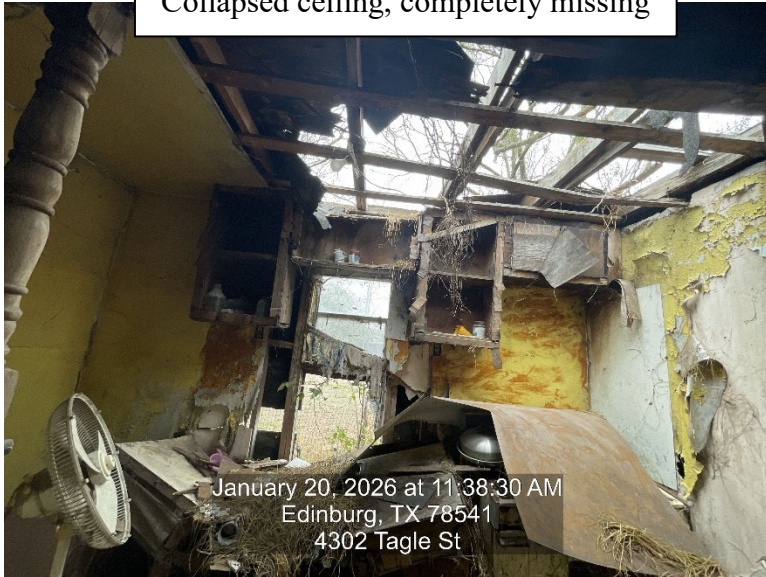 Collapsed ceiling, completely missing
January 20, 2026 at 11:38:30 AM
Edinburg, TX 78541
4302 Tagle St